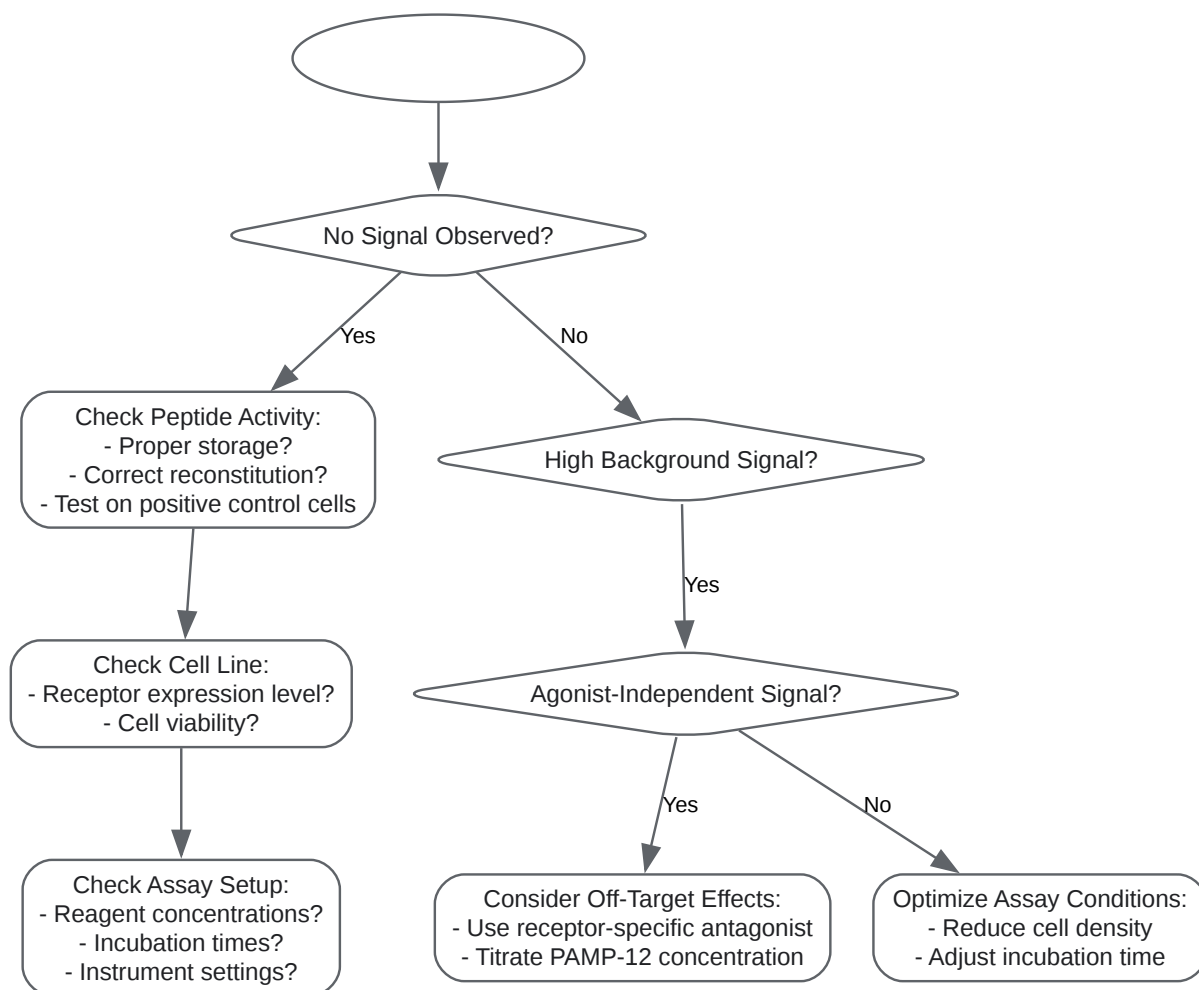 No Signal Observed?
Yes
No
Check Peptide Activity:
- Proper storage?
- Correct reconstitution?
- Test on positive control cells
High Background Signal?
Yes
Check Cell Line:
- Receptor expression level?
- Cell viability?
Agonist-Independent Signal?
Yes
No
Check Assay Setup:
- Reagent concentrations?
- Incubation times?
- Instrument settings?
Consider Off-Target Effects:
- Use receptor-specific antagonist
- Titrate PAMP-12 concentration
Optimize Assay Conditions:
- Reduce cell density
- Adjust incubation time